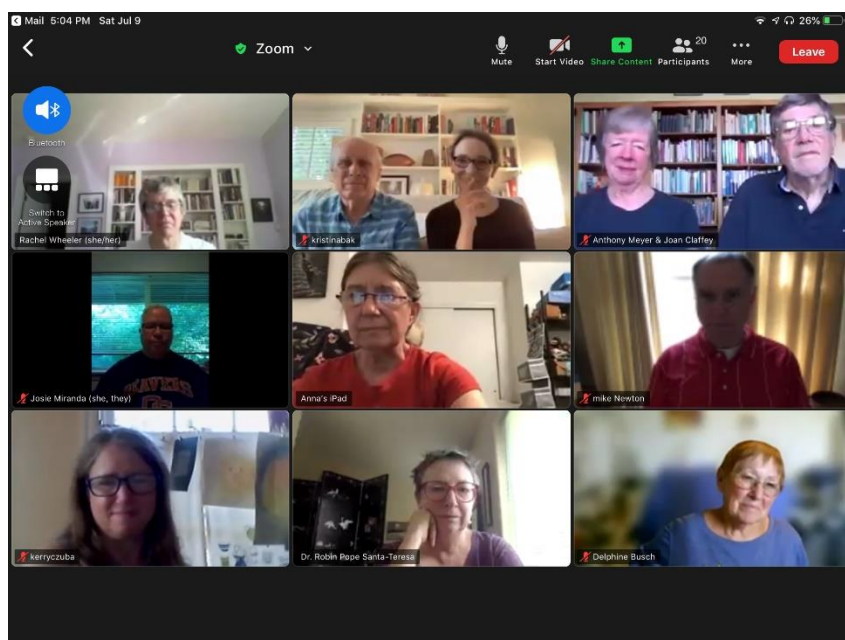 Mail 5:04 PM Sat Jul 9
26%
Zoom
20
Mute
Start Video
Share Content
Participants
More
Leave
Bluetooth
Switch to
Active Speaker
Rachel Wheeler (she/her)
kristinabak
Anthony Meyer & Joan Claffey
Josie Miranda (she, they)
Anna's iPad
mike Newton
kerryczuba
Dr. Robin Pope Santa-Teresa
Delphine Busch